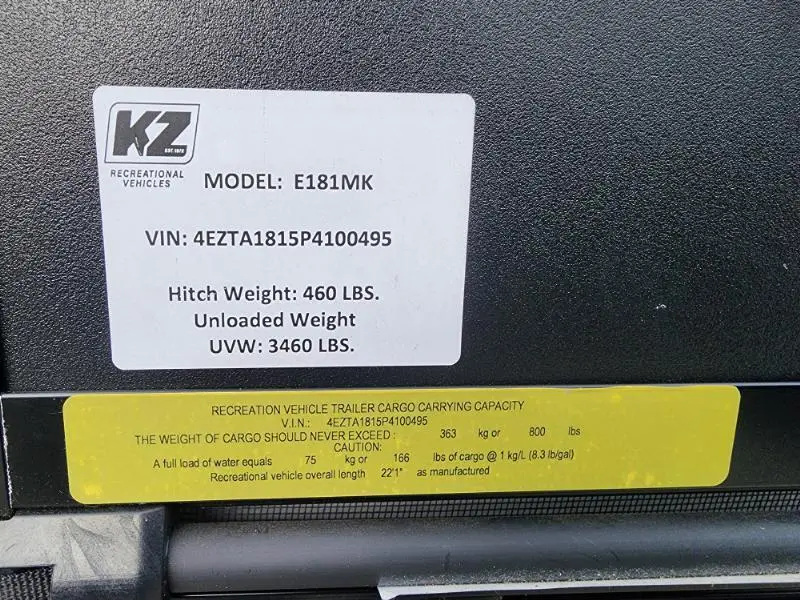 KZ
EST. 1972
RECREATIONAL
VEHICLES
MODELː E181MK
VIN: 4EZTA1815P4100495
Hitch Weight: 460 LBS.
Unloaded Weight
UVW: 3460 LBS.
RECREATION VEHICLE TRAILER CARGO CARRYING CAPACITY
V.I.N.: 4EZTA1815P4100495
THE WEIGHT OF CARGO SHOULD NEVER EXCEED : 363 kg or 800 lbs
CAUTION:
A full load of water equals 75 kg or 166 lbs of cargo @ 1 kg/L (8.3 lb/gal)
Recreational vehicle overall length 22'1" as manufactured